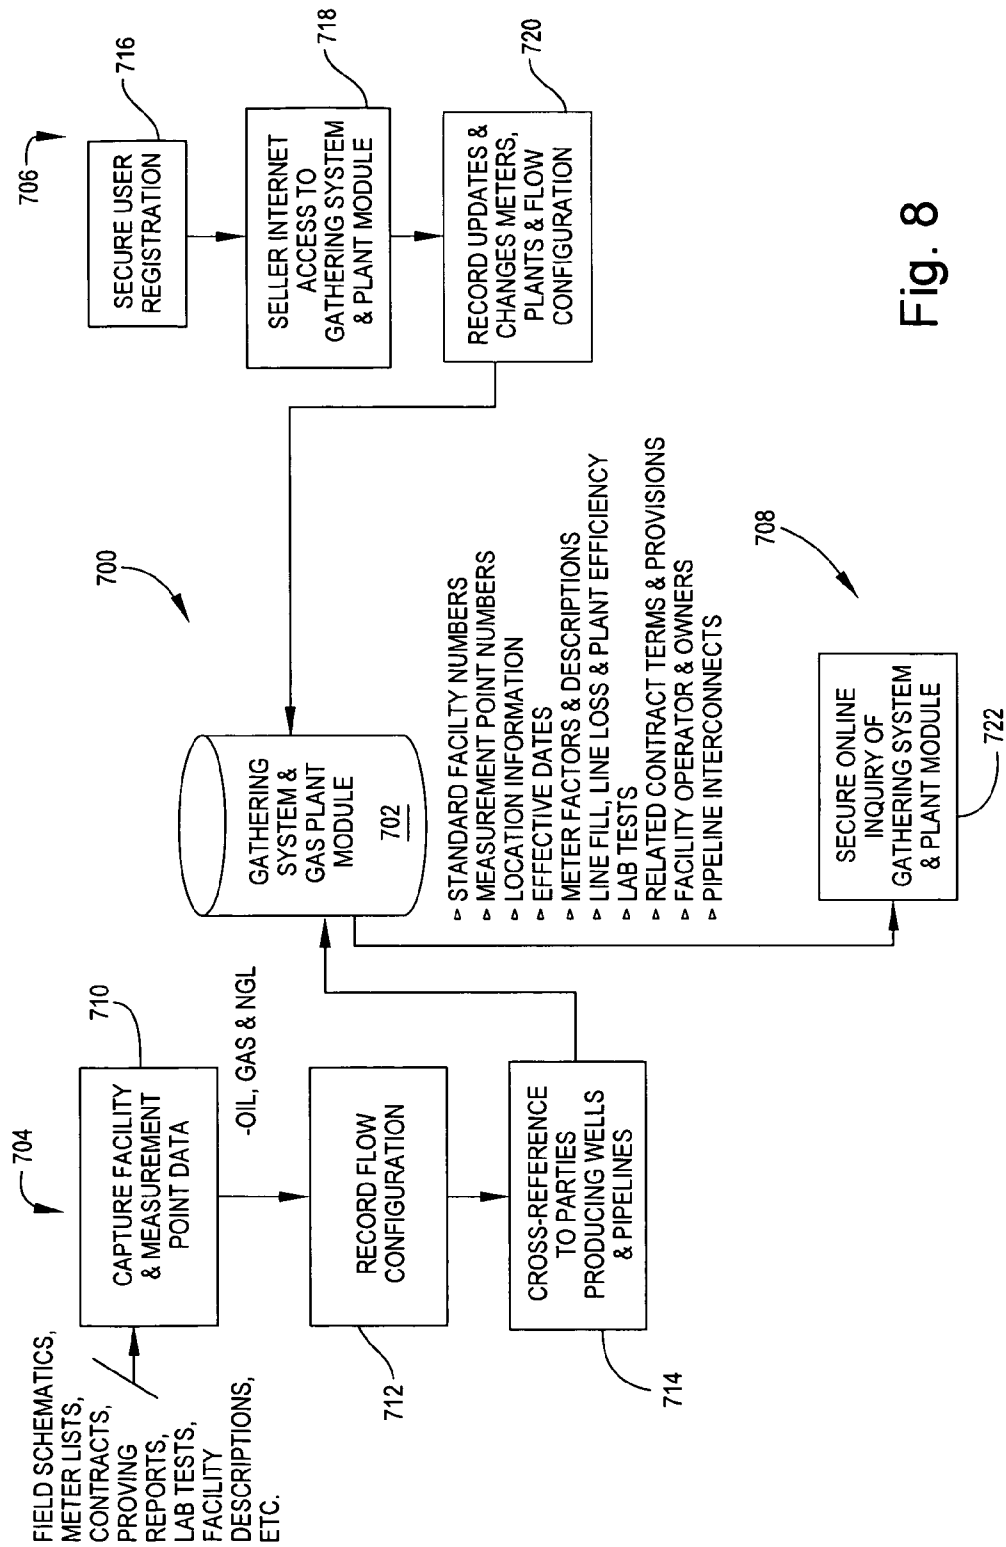 704
FIELD SCHEMATICS,
METER LISTS,
CONTRACTS,
PROVING
REPORTS,
LAB TESTS,
FACILITY
DESCRIPTIONS,
ETC.
710
CAPTURE FACILITY
& MEASUREMENT
POINT DATA
-OIL, GAS & NGL
712
RECORD FLOW
CONFIGURATION
714
CROSS-REFERENCE
TO PARTIES
PRODUCING WELLS
& PIPELINES
700
GATHERING
SYSTEM &
GAS PLANT
MODULE
702
▹ STANDARD FACILTY NUMBERS
▹ MEASUREMENT POINT NUMBERS
▹ LOCATION INFORMATION
▹ EFFECTIVE DATES
▹ METER FACTORS & DESCRIPTIONS
▹ LINE FILL, LINE LOSS & PLANT EFFICIENCY
▹ LAB TESTS
▹ RELATED CONTRACT TERMS & PROVISIONS
▹ FACILITY OPERATOR & OWNERS
▹ PIPELINE INTERCONNECTS
706
716
SECURE USER
REGISTRATION
718
SELLER INTERNET
ACCESS TO
GATHERING SYSTEM
& PLANT MODULE
720
RECORD UPDATES &
CHANGES METERS,
PLANTS & FLOW
CONFIGURATION
708
SECURE ONLINE
INQUIRY OF
GATHERING SYSTEM
& PLANT MODULE
722
Fig. 8